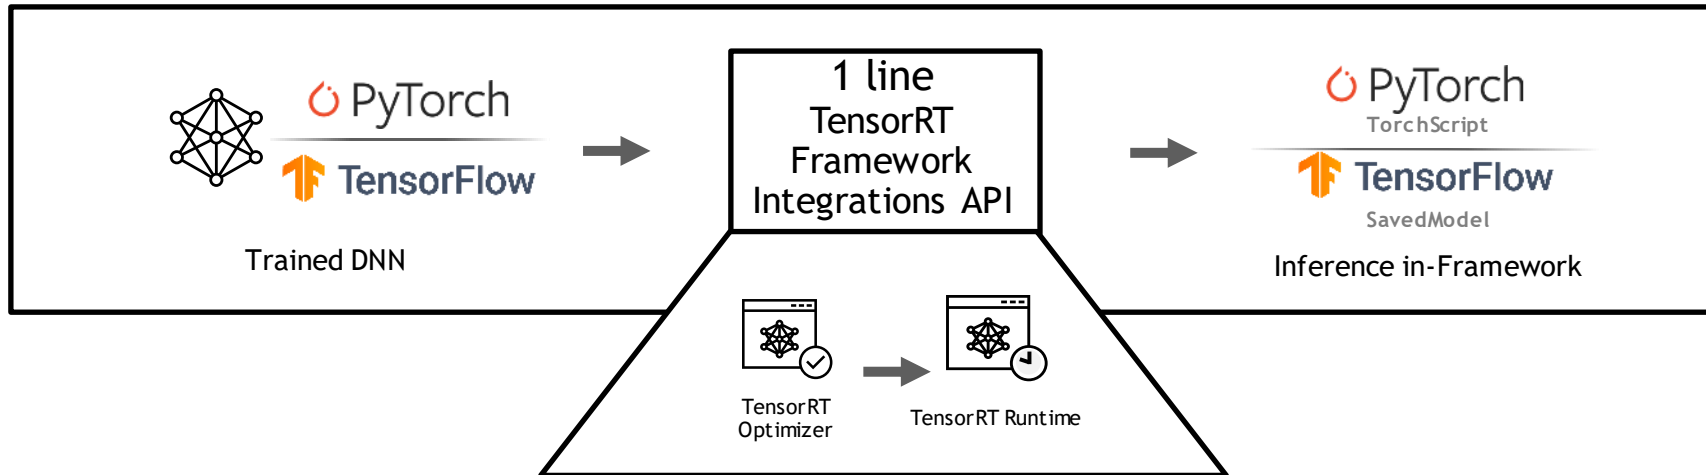 PyTorch
TensorFlow
Trained DNN
1 line
TensorRT
Framework
Integrations API
PyTorch
TorchScript
TensorFlow
SavedModel
Inference in-Framework
TensorRT
Optimizer
TensorRT Runtime